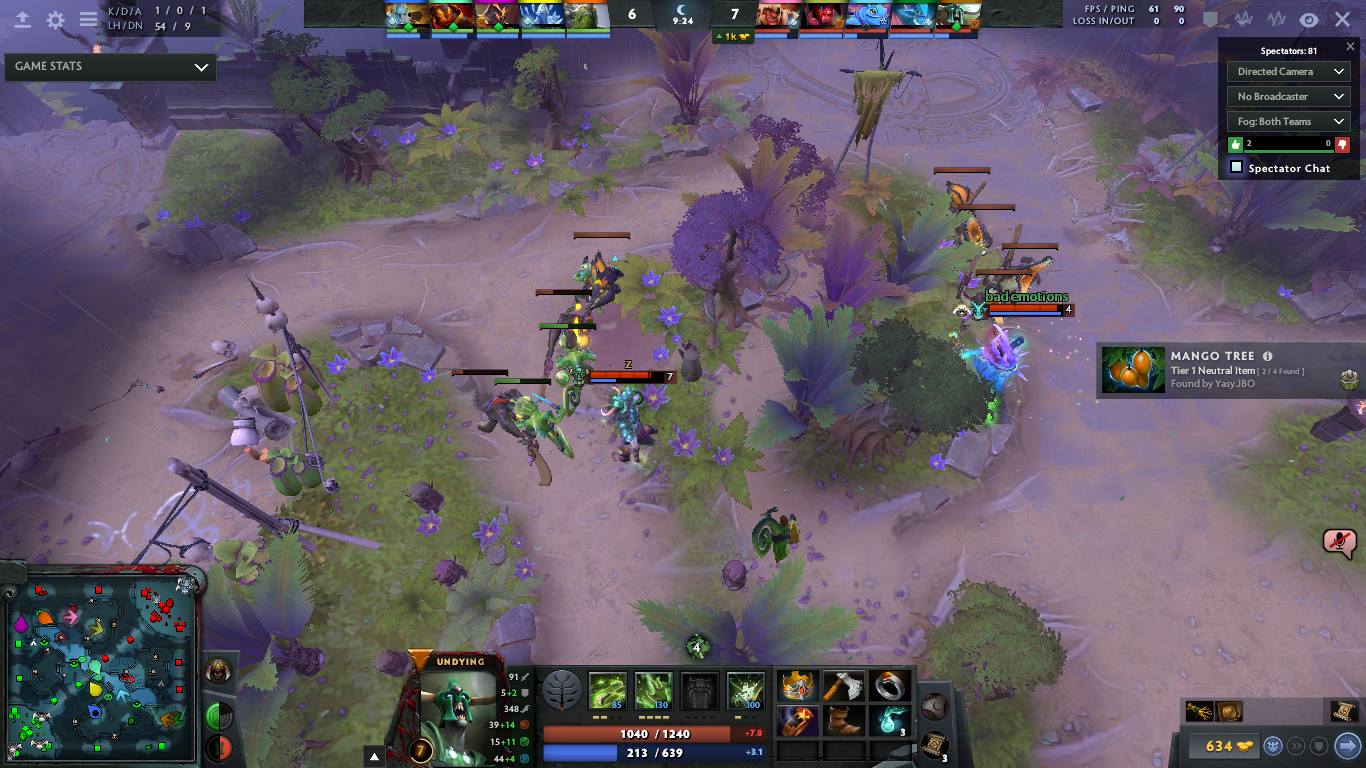 K/D/A 1 / 0 / 1
LH/DN 54 / 9
6
9:24
7
1k
FPS / PING 61 90
LOSS IN/OUT 0 0
GAME STATS
Spectators: 81
Directed Camera
No Broadcaster
Fog: Both Teams
2 0
Spectator Chat
bad emotions
4
Z
7
MANGO TREE
Tier 1 Neutral Item [ 2 / 4 Found ]
Found by Yasy.JBO
4
UNDYING
91
5+2
348
39+14
15+11
44+4
7
85
130
100
3
1040 / 1240
+7.8
213 / 639
+3.1
3
634